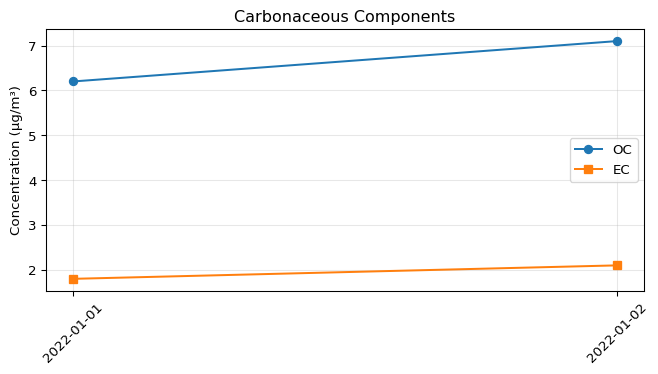 Carbonaceous Components
Concentration (μg/m³)
7
6
5
4
3
2
OC
EC
2022-01-01
2022-01-02